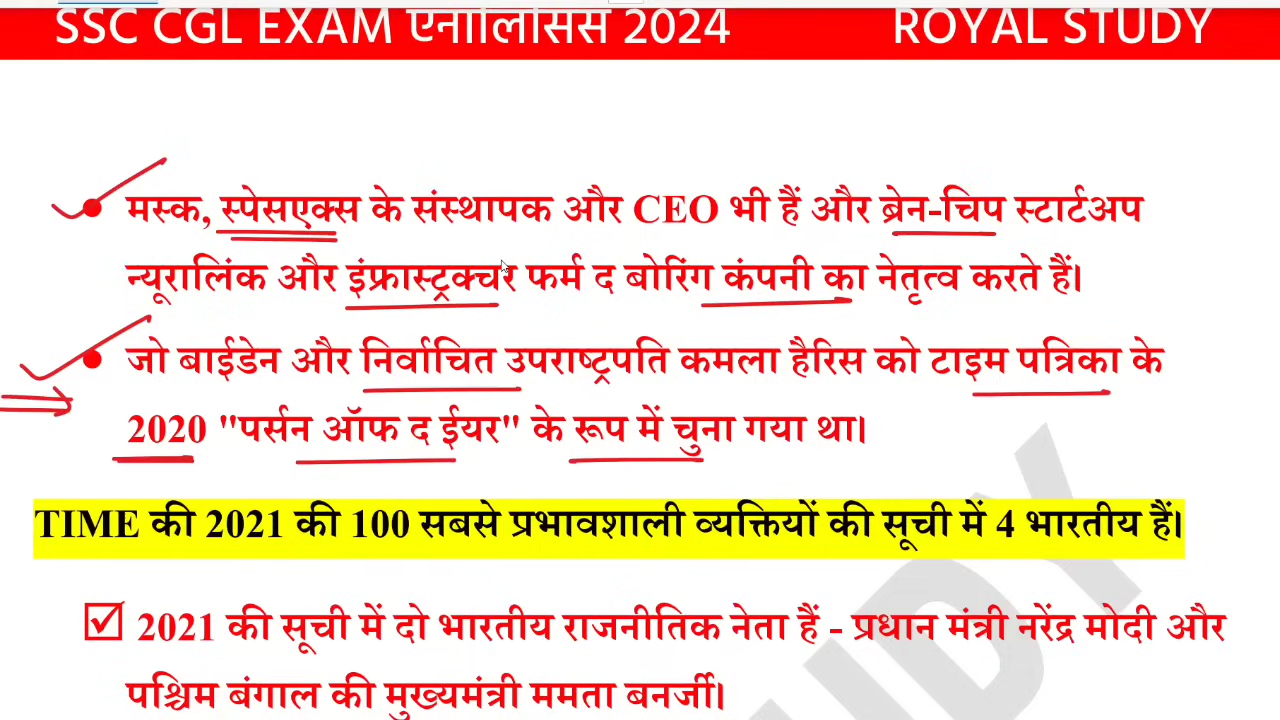 SSC CGL EXAM एनालिसिस 2024 ROYAL STUDY
मस्क, स्पेसएक्स के संस्थापक और CEO भी हैं और ब्रेन-चिप स्टार्टअप
न्यूरालिंक और इंफ्रास्ट्रक्चर फर्म द बोरिंग कंपनी का नेतृत्व करते हैं।
जो बाईडेन और निर्वाचित उपराष्ट्रपति कमला हैरिस को टाइम पत्रिका के
2020 "पर्सन ऑफ द ईयर" के रूप में चुना गया था।
TIME की 2021 की 100 सबसे प्रभावशाली व्यक्तियों की सूची में 4 भारतीय हैं।
2021 की सूची में दो भारतीय राजनीतिक नेता हैं - प्रधान मंत्री नरेंद्र मोदी और
पश्चिम बंगाल की मुख्यमंत्री ममता बनर्जी।